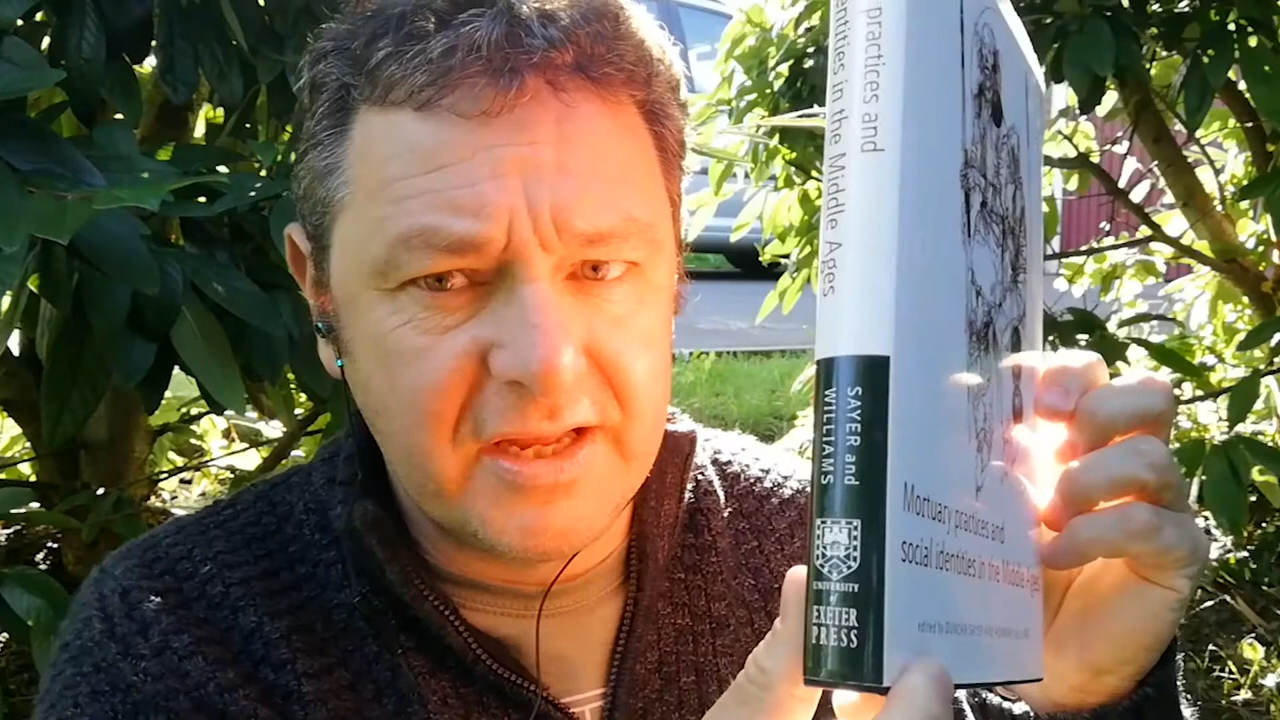 practices and
entities in the Middle Ages
SAYER and
WILLIAMS
UNIVERSITY
of
EXETER
PRESS
Mortuary practices and
social identities in the Middle Ages
edited by DUNCAN SAYER AND HOWARD WILLIAMS